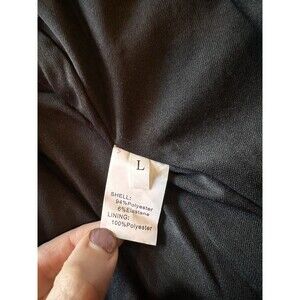 L
SHELL:
94%Polyester
6%Elastane
LINING:
100%Polyester